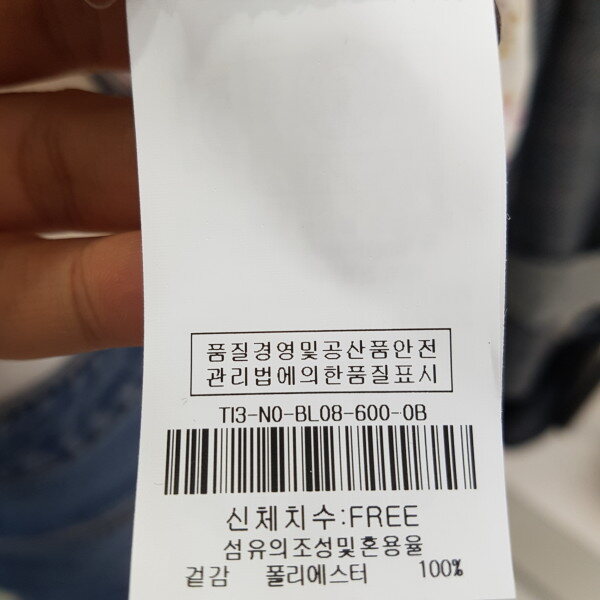 품질경영및공산품안전
관리법에의한품질표시
TI3-NO-BL08-600-0B
신체치수:FREE
섬유의조성및혼용율
겉감 폴리에스터 100%